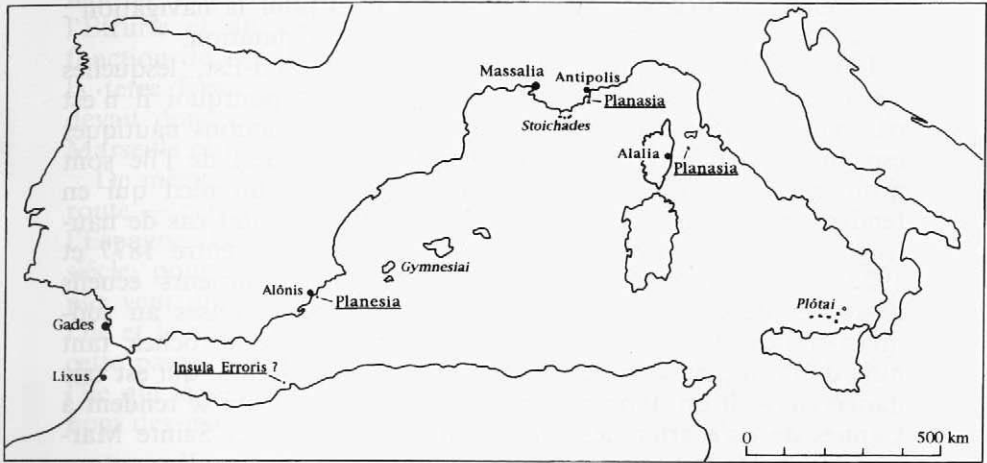 Massalia
Antipolis
Planasia
Stoichades
Alalia
Planasia
Gymnesiai
Alônis
Planesia
Plôtai
Gades
Insula Erroris ?
Lixus
0 500 km